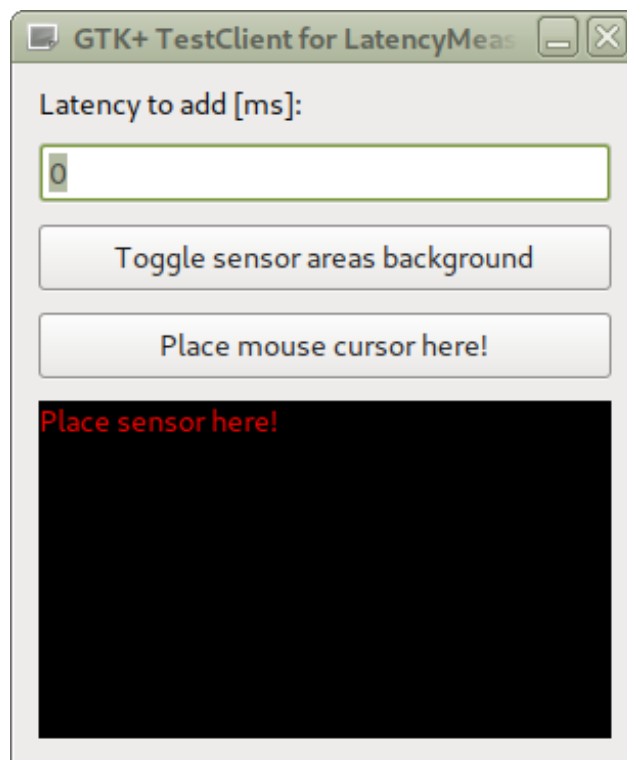 GTK+ TestClient for LatencyMeas
Latency to add [ms]:
0
Toggle sensor areas background
Place mouse cursor here!
Place sensor here!